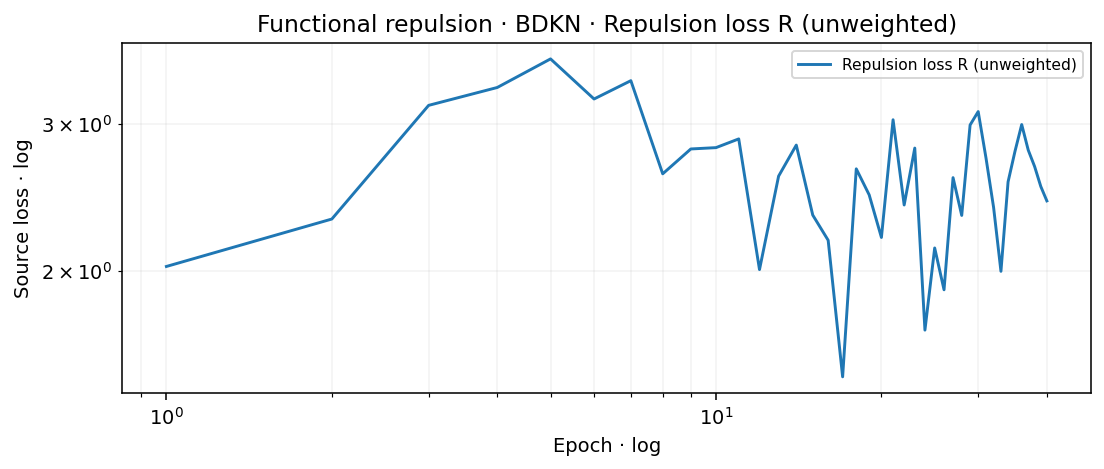 Functional repulsion · BDKN · Repulsion loss R (unweighted)
Repulsion loss R (unweighted)
3 × 10⁰
2 × 10⁰
Source loss · log
10⁰ 10¹
Epoch · log